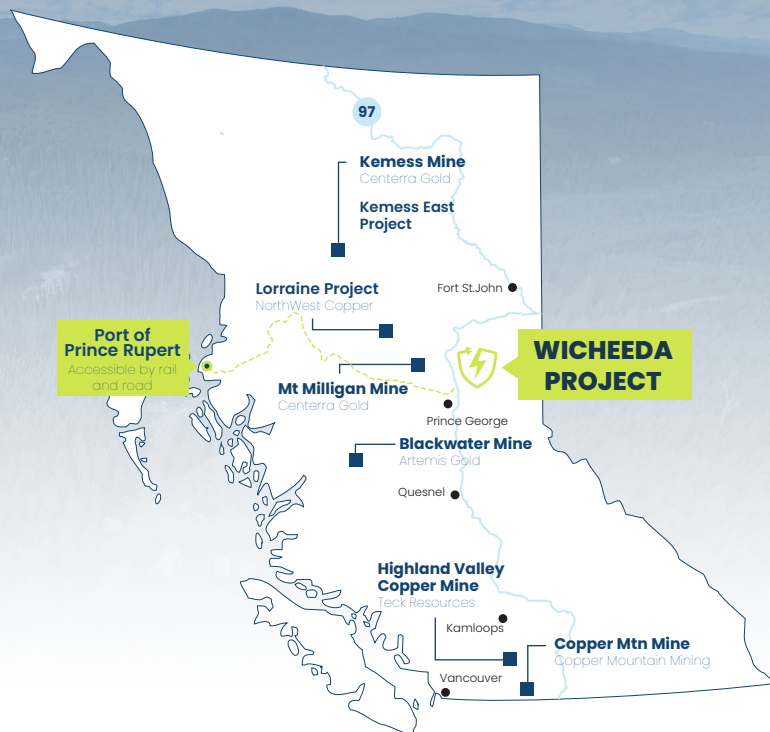 97
Kemess Mine
Centerra Gold
Kemess East
Project
Lorraine Project
NorthWest Copper
Fort St.John
Port of
Prince Rupert
Accessible by rail
and road
WICHEEDA
PROJECT
Mt Milligan Mine
Centerra Gold
Prince George
Blackwater Mine
Artemis Gold
Quesnel
Highland Valley
Copper Mine
Teck Resources
Kamloops
Copper Mtn Mine
Copper Mountain Mining
Vancouver